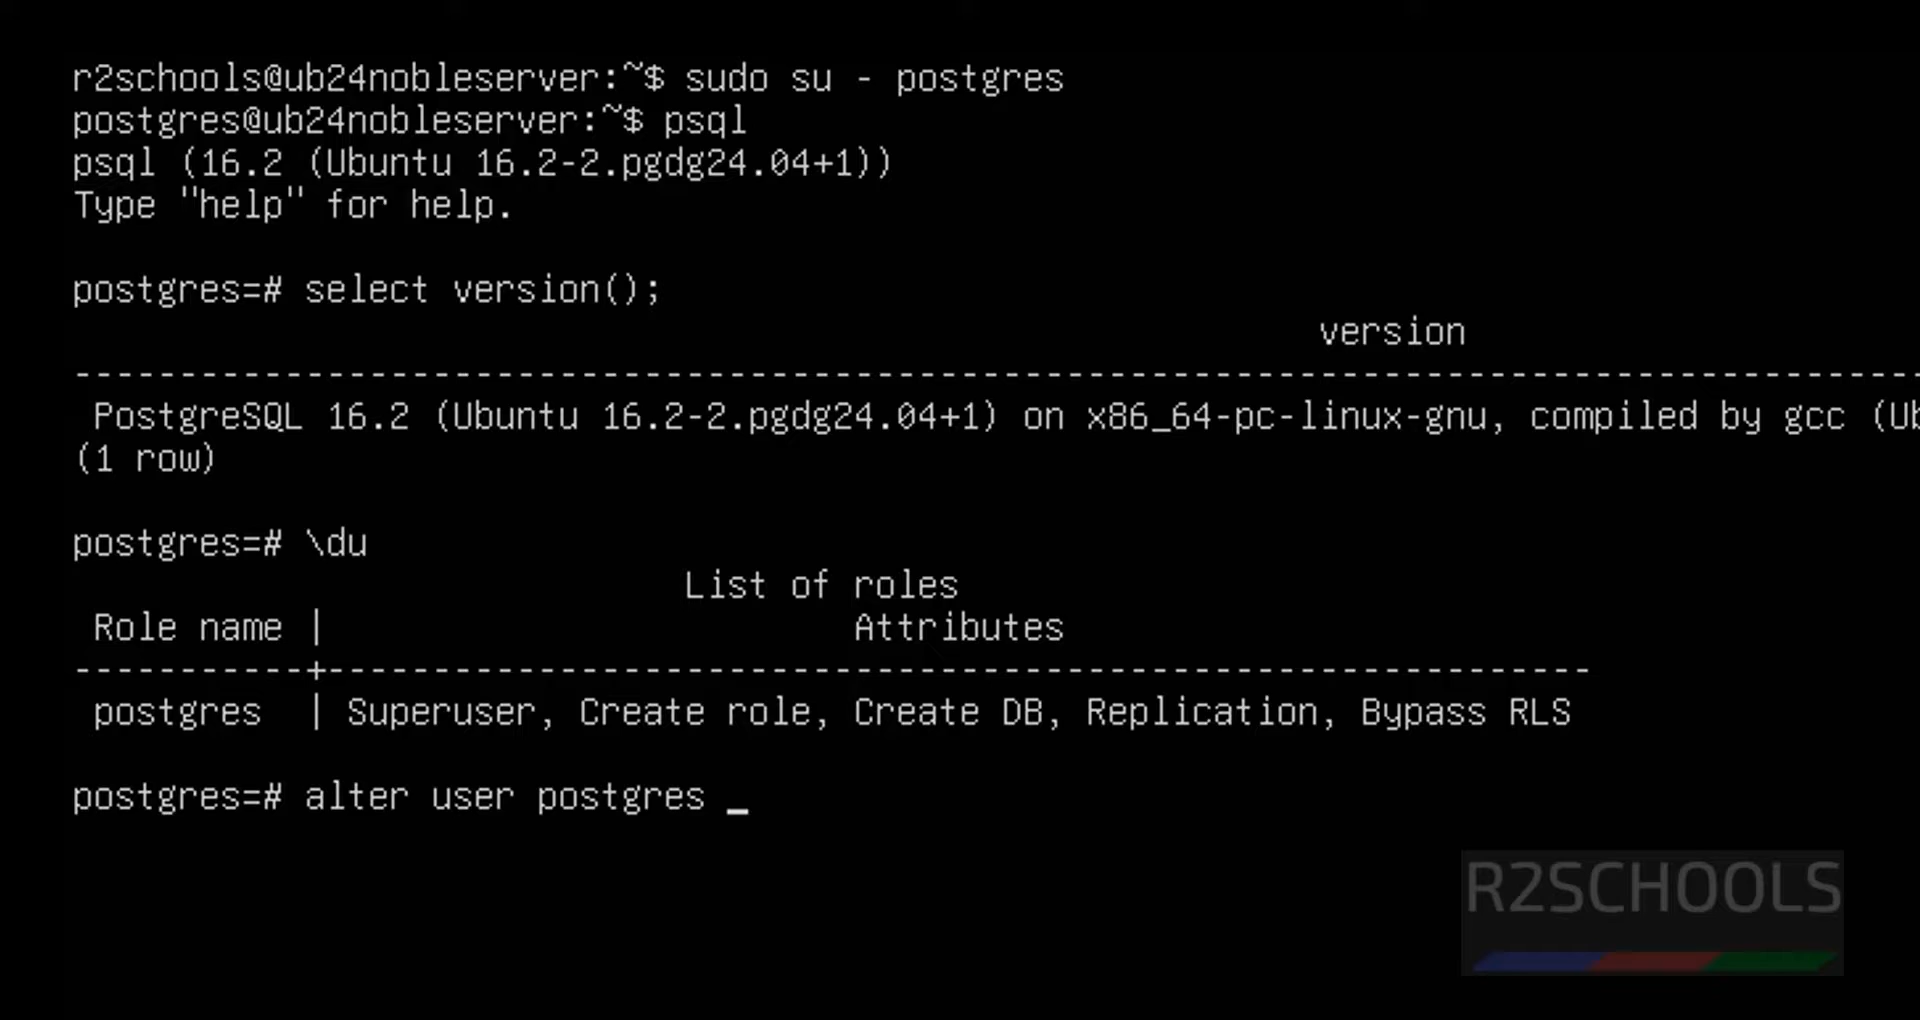 r2schools@ub24nobleserver:~$ sudo su - postgres
postgres@ub24nobleserver:~$ psql
psql (16.2 (Ubuntu 16.2-2.pgdg24.04+1))
Type "help" for help.
postgres=# select version();
version
---------------------------------------------------------------------------------------
PostgreSQL 16.2 (Ubuntu 16.2-2.pgdg24.04+1) on x86_64-pc-linux-gnu, compiled by gcc (Ub
(1 row)
postgres=# \du
List of roles
Role name | Attributes
-----------+------------------------------------------------------------
postgres | Superuser, Create role, Create DB, Replication, Bypass RLS
postgres=# alter user postgres _
R2SCHOOLS